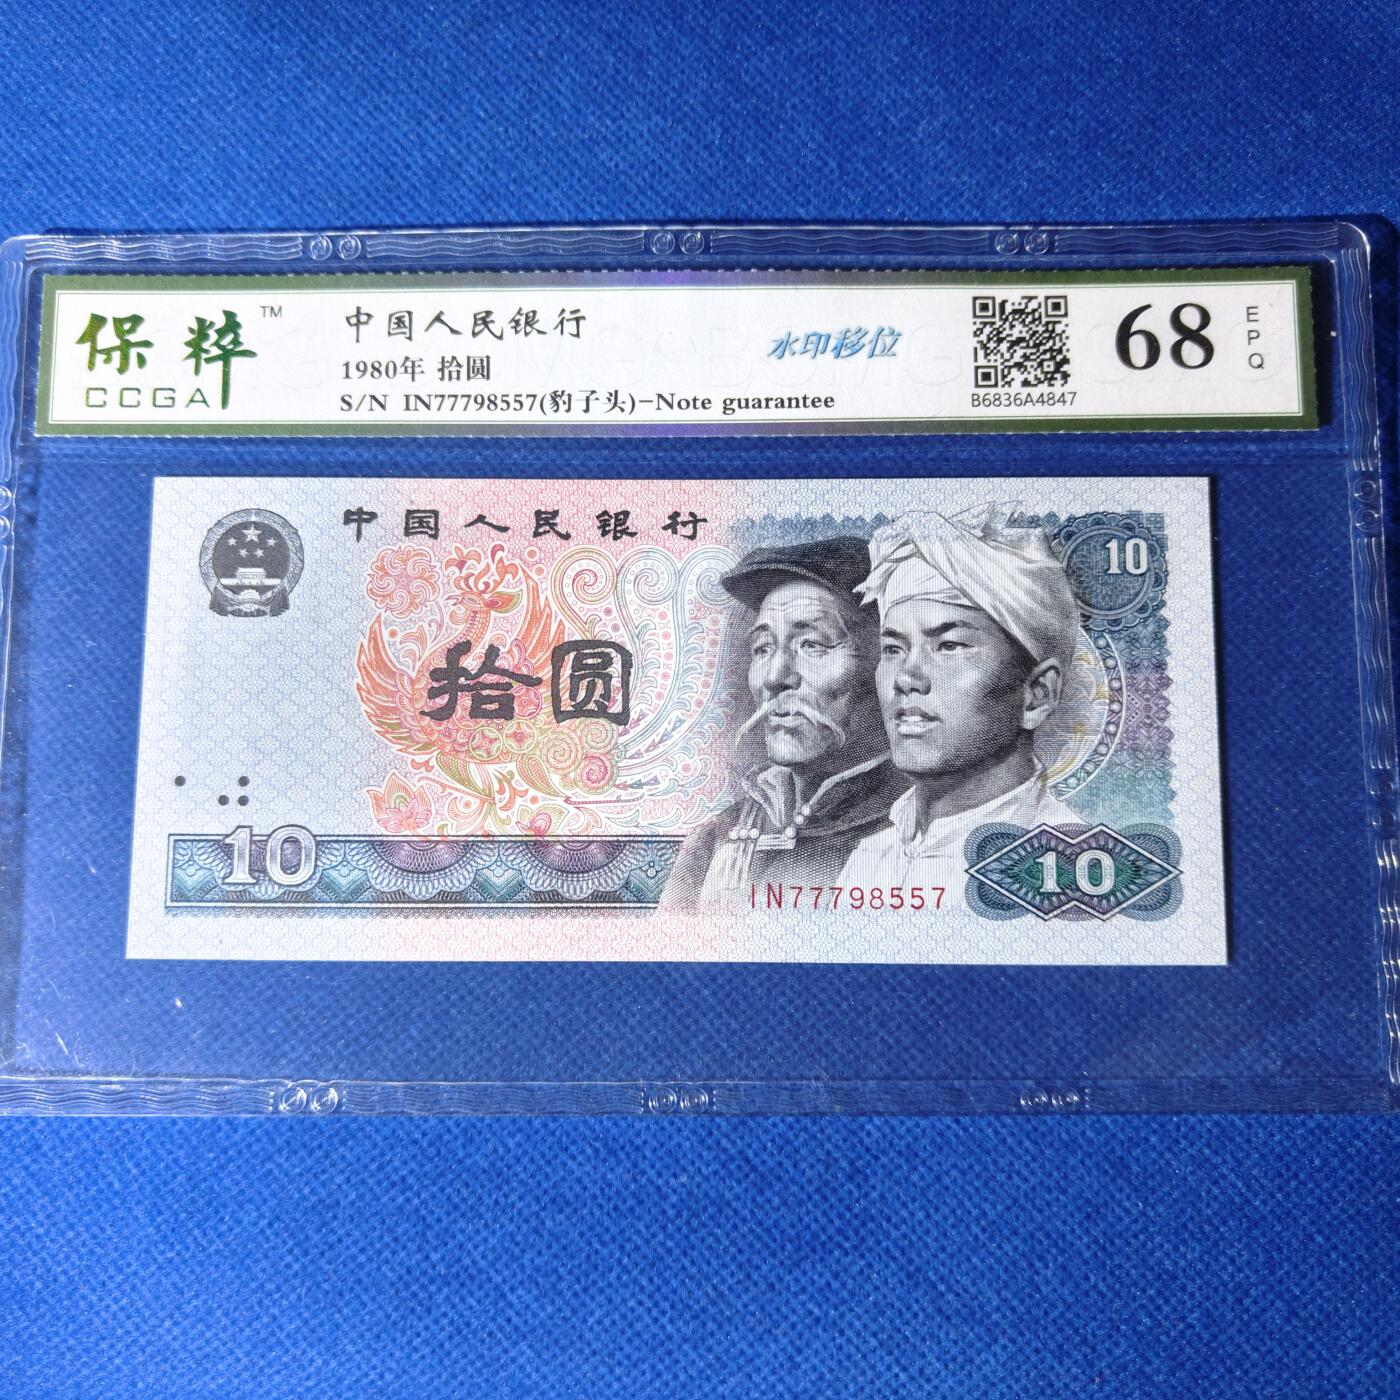 保粹™
CCGA
中国人民银行
1980年 拾圆
S/N IN77798557(豹子头)-Note guarantee
水印移位
B6836A4847
68
EPQ
中国人民银行
10
拾圆
10
IN77798557
10